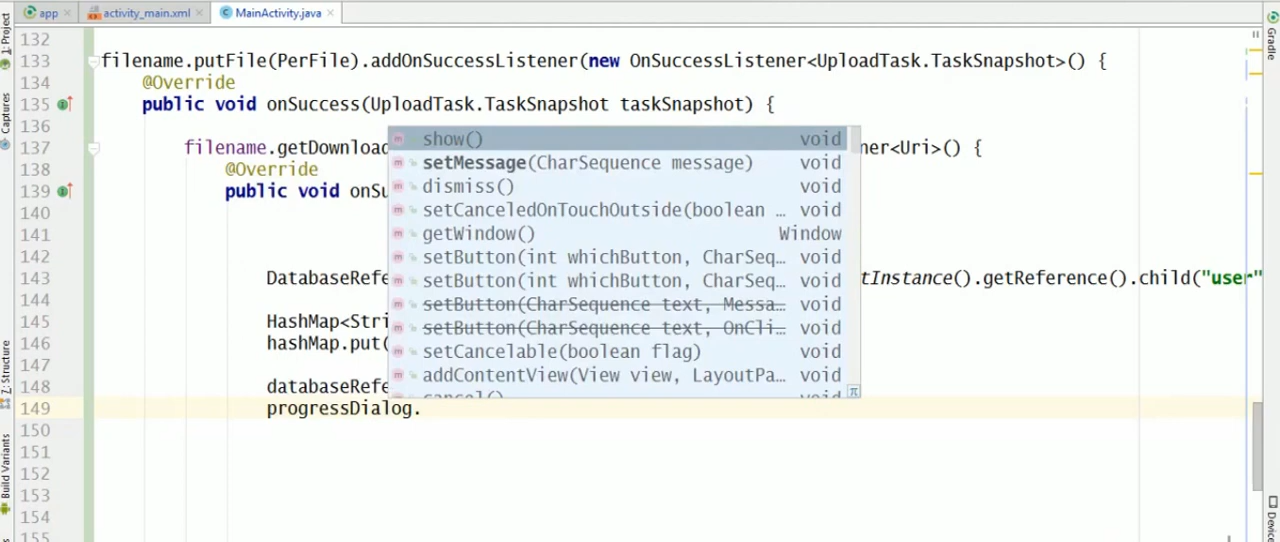 app
activity_main.xml
MainActivity.java
1: Project
Captures
Z: Structure
Build Variants
Gradle
132
133 filename.putFile(PerFile).addOnSuccessListener(new OnSuccessListener<UploadTask.TaskSnapshot>() {
134 @Override
135 public void onSuccess(UploadTask.TaskSnapshot taskSnapshot) {
136
137 filename.getDownload ner<Uri>() {
138 @Override
139 public void onSu
140
141
142
143 DatabaseRefe tInstance().getReference().child("user"
144
145 HashMap<Stri
146 hashMap.put(
147
148 databaseRefe
149 progressDialog.
150
151
152
153
154
155
show() void
setMessage(CharSequence message) void
dismiss() void
setCanceledOnTouchOutside(boolean … void
getWindow() Window
setButton(int whichButton, CharSeq… void
setButton(int whichButton, CharSeq… void
setButton(CharSequence text, Messa… void
setButton(CharSequence text, OnCli… void
setCancelable(boolean flag) void
addContentView(View view, LayoutPa… void
cancel() void
π